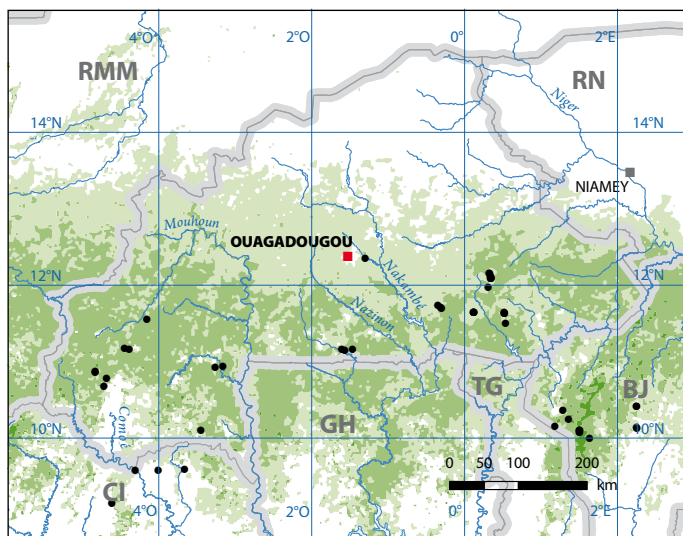 4°O
2°O
0°
2°E
RMM
RN
Niger
14°N
14°N
NIAMEY
Mouhoun
OUAGADOUGOU
Nakambé
12°N
12°N
Nazinon
TG
BJ
GH
Comoé
10°N
10°N
0 50 100 200
km
CI
4°O
2°O
0°
2°E